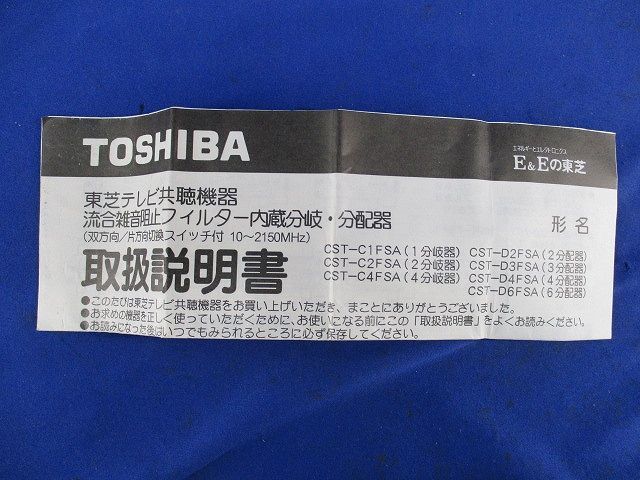 TOSHIBA
エネルギーとエレクトロニクス
E&Eの東芝
東芝テレビ共聴機器
流合雑音阻止フィルター内蔵分岐・分配器
(双方向/片方向切換スイッチ付 10〜2150MHz)
取扱説明書
形名
CST-C1FSA(1分岐器) CST-D2FSA(2分配器)
CST-C2FSA(2分岐器) CST-D3FSA(3分配器)
CST-C4FSA(4分岐器) CST-D4FSA(4分配器)
CST-D6FSA(6分配器)
●このたびは東芝テレビ共聴機器をお買い上げいただき、まことにありがとうございました。
●お求めの機器を正しく使っていただくために、お使いになる前にこの「取扱説明書」をよくお読みください。
●お読みになった後はいつでもみられるところに必ず保存してください。